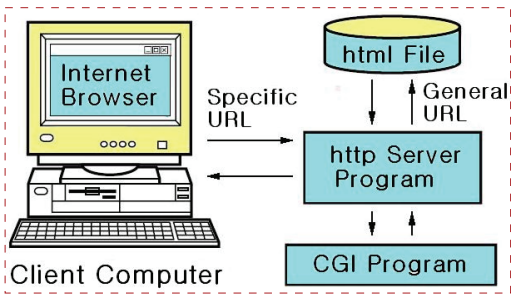 Internet
Browser
Specific
URL
html File
General
URL
http Server
Program
CGI Program
Client Computer